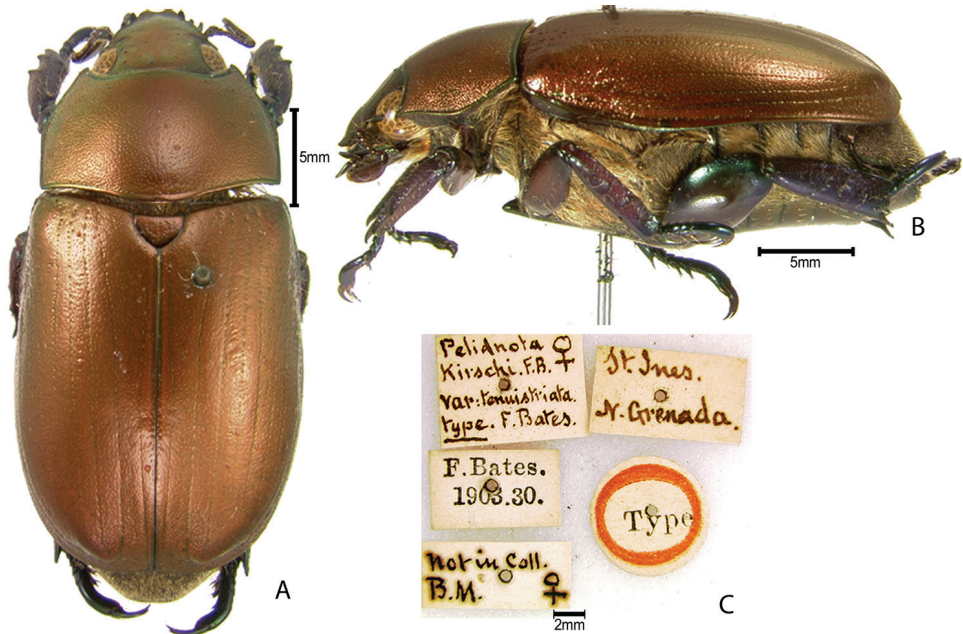 5mm
A
5mm
B
Pelidnota ♀
Kirschi. F.B.
var: tenuistriata.
type. F. Bates.
St. Ines.
N. Grenada.
F. Bates.
1903.30.
Type
not in Coll.
B.M. ♀
2mm
C